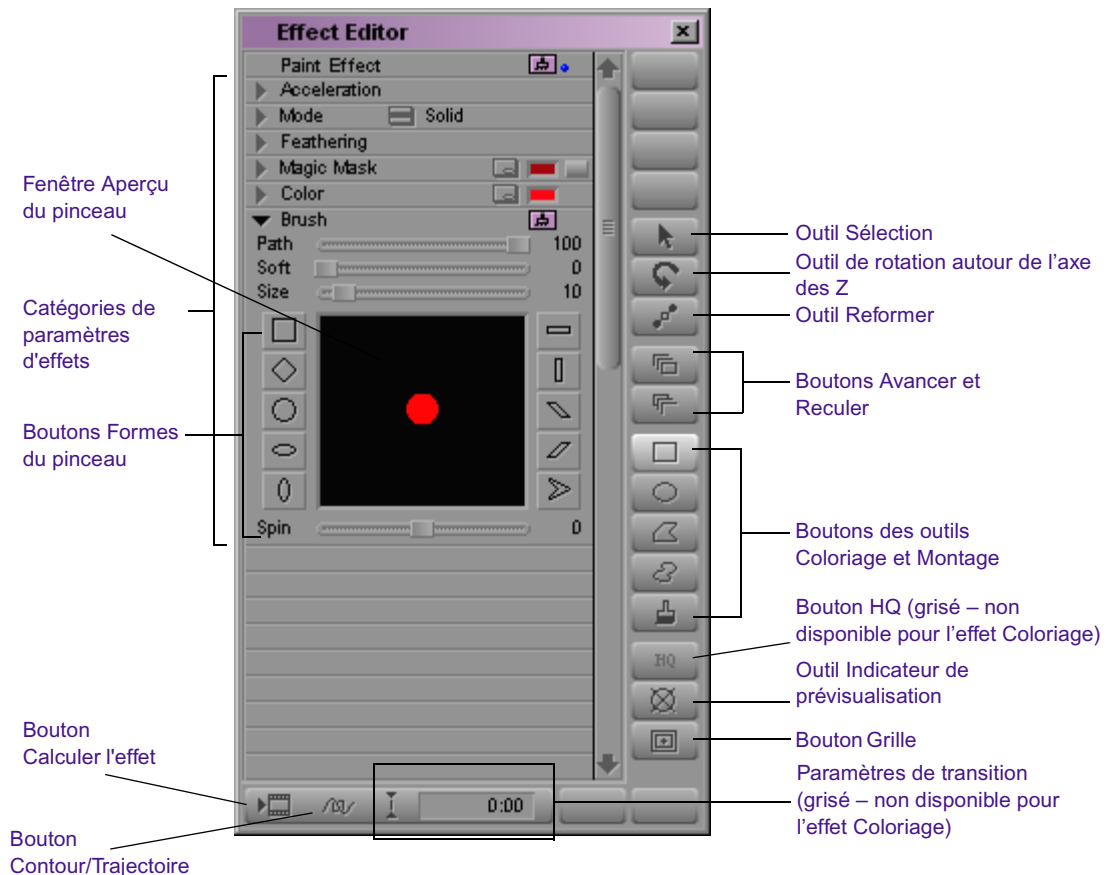 Effect Editor
Paint Effect
Acceleration
Mode Solid
Feathering
Magic Mask
Color
Brush
Path 100
Soft 0
Size 10
Spin 0
HQ
0:00
Fenêtre Aperçu
du pinceau
Catégories de
paramètres
d'effets
Boutons Formes
du pinceau
Bouton
Calculer l'effet
Bouton
Contour/Trajectoire
Outil Sélection
Outil de rotation autour de l’axe
des Z
Outil Reformer
Boutons Avancer et
Reculer
Boutons des outils
Coloriage et Montage
Bouton HQ (grisé – non
disponible pour l’effet Coloriage)
Outil Indicateur de
prévisualisation
Bouton Grille
Paramètres de transition
(grisé – non disponible pour
l’effet Coloriage)